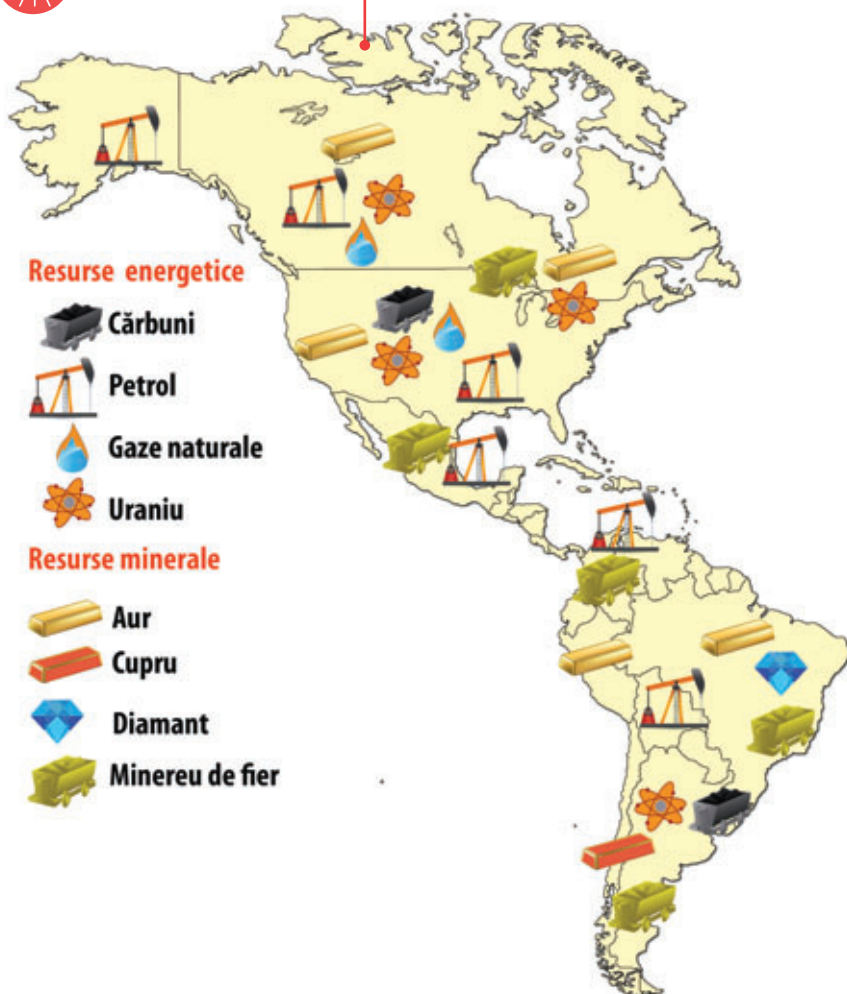 Resurse energetice
Cărbuni
Petrol
Gaze naturale
Uraniu
Resurse minerale
Aur
Cupru
Diamant
Minereu de fier